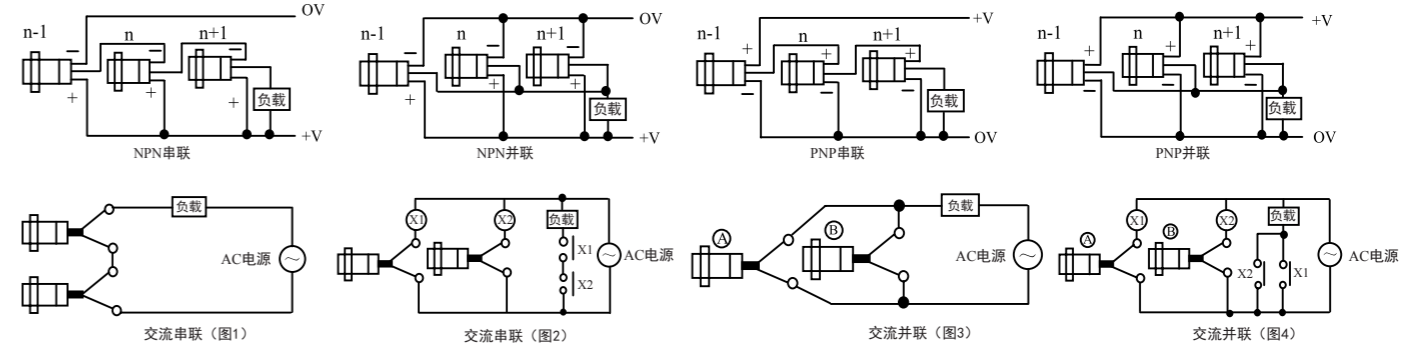 OV
n-1
n
n+1
负载
+V
NPN串联
OV
n-1
n
n+1
负载
+V
NPN并联
+V
n-1
n
n+1
负载
OV
PNP串联
+V
n-1
n
n+1
负载
OV
PNP并联
负载
AC电源
交流串联（图1）
X1
X2
负载
X1
X2
AC电源
交流串联（图2）
负载
A
B
AC电源
交流并联（图3）
X1
X2
负载
A
B
X2
X1
AC电源
交流并联（图4）